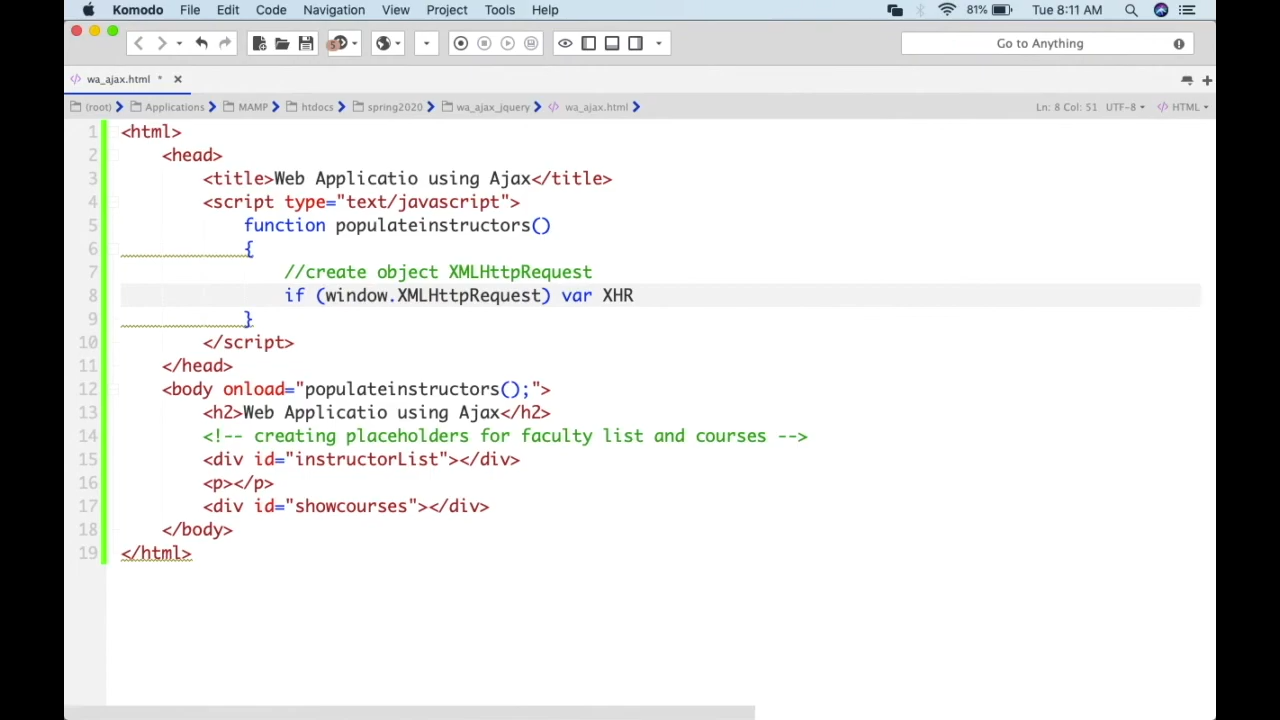 Komodo File Edit Code Navigation View Project Tools Help 81% Tue 8:11 AM
Go to Anything
wa_ajax.html *
(root) Applications MAMP htdocs spring2020 wa_ajax_jquery wa_ajax.html Ln: 8 Col: 51 UTF-8 HTML
1 <html>
2 <head>
3 <title>Web Applicatio using Ajax</title>
4 <script type="text/javascript">
5 function populateinstructors()
6 {
7 //create object XMLHttpRequest
8 if (window.XMLHttpRequest) var XHR
9 }
10 </script>
11 </head>
12 <body onload="populateinstructors();">
13 <h2>Web Applicatio using Ajax</h2>
14 <!-- creating placeholders for faculty list and courses -->
15 <div id="instructorList"></div>
16 <p></p>
17 <div id="showcourses"></div>
18 </body>
19 </html>